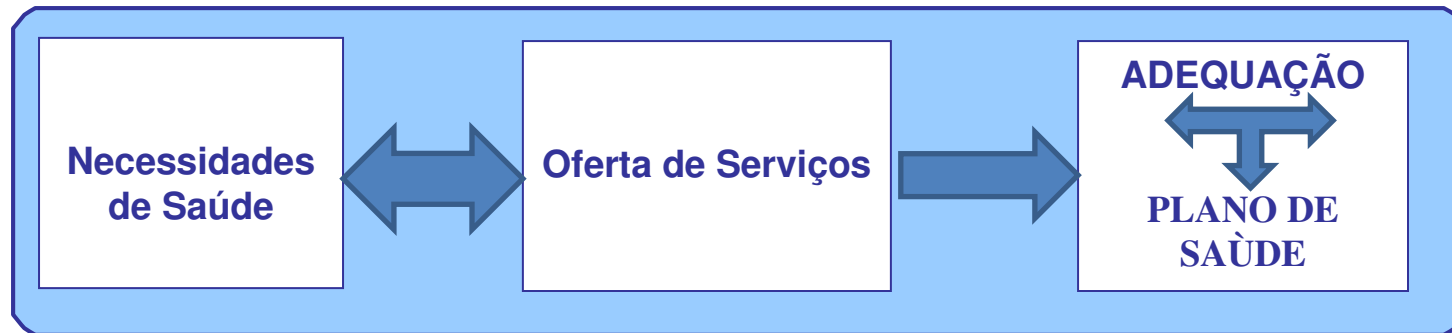 Necessidades
de Saúde
Oferta de Serviços
ADEQUAÇÃO
PLANO DE
SAÙDE